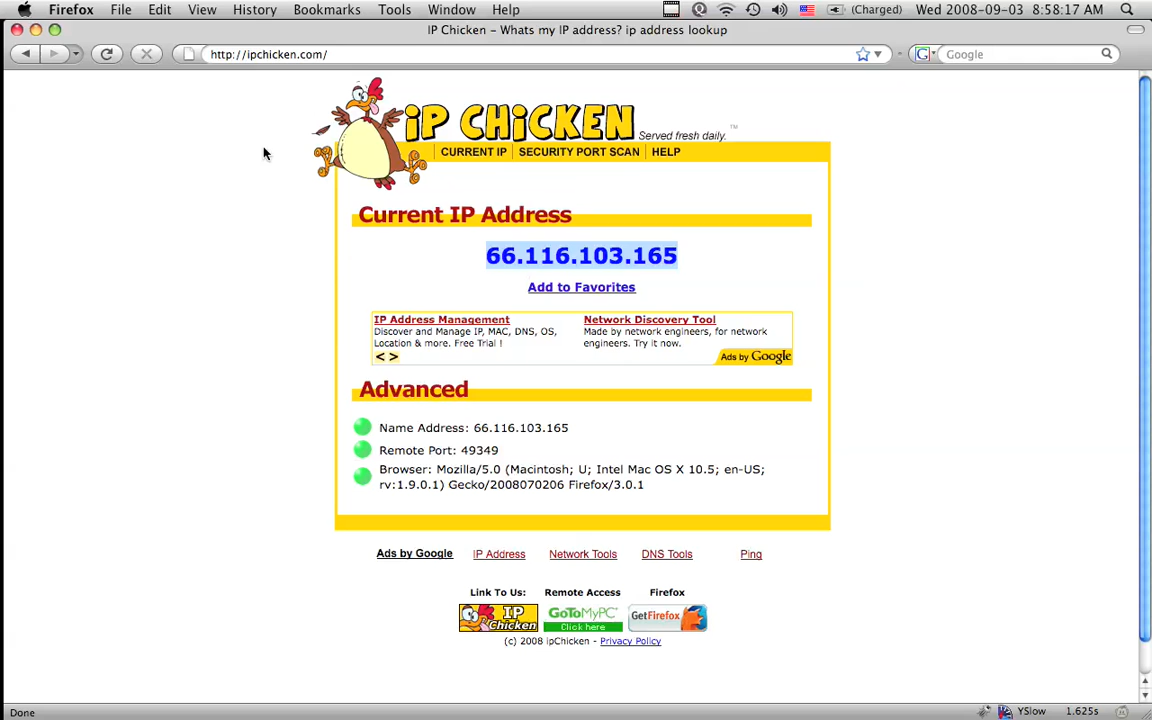 Firefox File Edit View History Bookmarks Tools Window Help (Charged) Wed 2008-09-03 8:58:17 AM
IP Chicken – Whats my IP address? ip address lookup
http://ipchicken.com/ G Google
iP CHiCKEN Served fresh daily. ™
CURRENT IP | SECURITY PORT SCAN | HELP
Current IP Address
66.116.103.165
Add to Favorites
IP Address Management
Discover and Manage IP, MAC, DNS, OS,
Location & more. Free Trial !
Network Discovery Tool
Made by network engineers, for network
engineers. Try it now.
< > Ads by Google
Advanced
Name Address: 66.116.103.165
Remote Port: 49349
Browser: Mozilla/5.0 (Macintosh; U; Intel Mac OS X 10.5; en-US;
rv:1.9.0.1) Gecko/2008070206 Firefox/3.0.1
Ads by Google IP Address Network Tools DNS Tools Ping
Link To Us: Remote Access Firefox
IP Chicken GoToMyPC Click here GetFirefox
(c) 2008 ipChicken - Privacy Policy
Done YSlow 1.625s